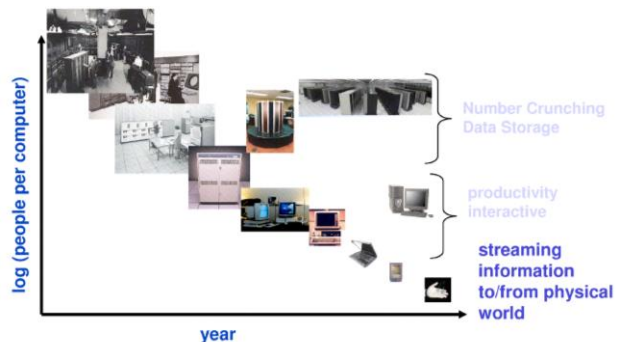 log (people per computer)
Number Crunching
Data Storage
productivity
interactive
streaming
information
to/from physical
world
year